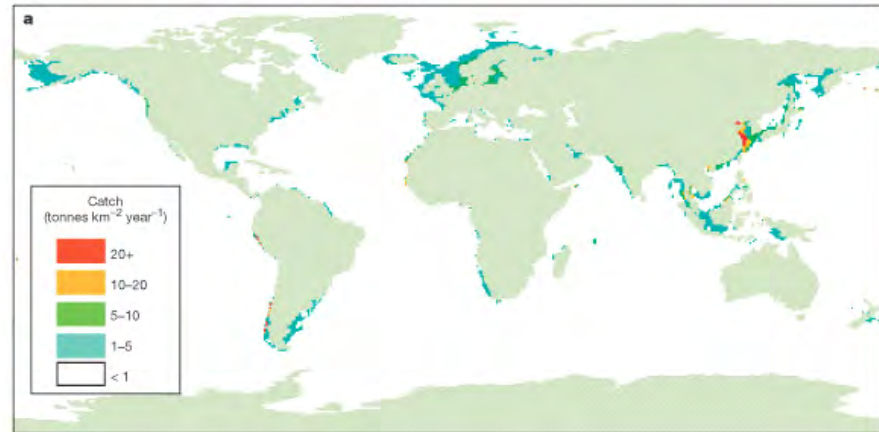 a
Catch
(tonnes km⁻² year⁻¹)
20+
10–20
5–10
1–5
< 1